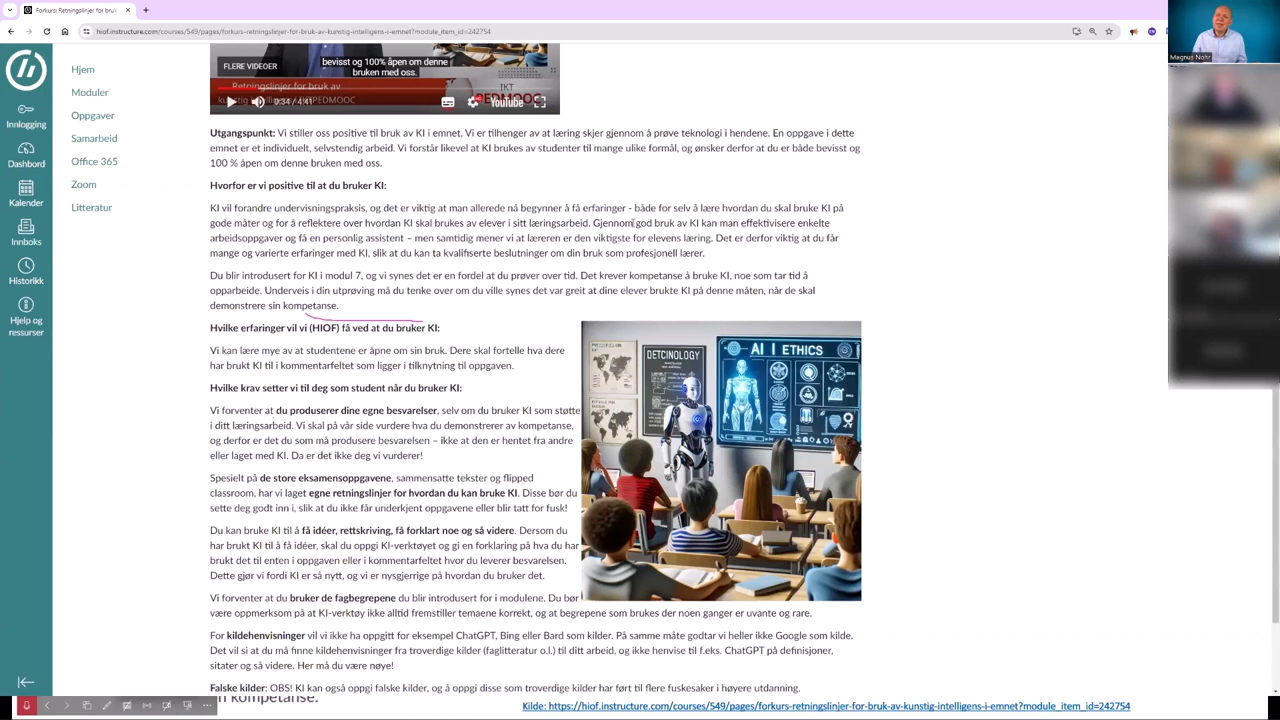 Forkurs: Retningslinjer for bruk
hiof.instructure.com/courses/549/pages/forkurs-retningslinjer-for-bruk-av-kunstig-intelligens-i-emnet?module_item_id=242754
Magnus Nohr
Innlogging
Dashbord
Kalender
Innboks
Historikk
Hjelp og
ressurser
Hjem
Moduler
Oppgaver
Samarbeid
Office 365
Zoom
Litteratur
FLERE VIDEOER
bevisst og 100% åpen om denne
bruken med oss.
Retningslinjer for bruk av
IKT
0:34 / 4:41
YouTube
Utgangspunkt: Vi stiller oss positive til bruk av KI i emnet. Vi er tilhenger av at læring skjer gjennom å prøve teknologi i hendene. En oppgave i dette
emnet er et individuelt, selvstendig arbeid. Vi forstår likevel at KI brukes av studenter til mange ulike formål, og ønsker derfor at du er både bevisst og
100 % åpen om denne bruken med oss.
Hvorfor er vi positive til at du bruker KI:
KI vil forandre undervisningspraksis, og det er viktig at man allerede nå begynner å få erfaringer - både for selv å lære hvordan du skal bruke KI på
gode måter og for å reflektere over hvordan KI skal brukes av elever i sitt læringsarbeid. Gjennom god bruk av KI kan man effektivisere enkelte
arbeidsoppgaver og få en personlig assistent – men samtidig mener vi at læreren er den viktigste for elevens læring. Det er derfor viktig at du får
mange og varierte erfaringer med KI, slik at du kan ta kvalifiserte beslutninger om din bruk som profesjonell lærer.
Du blir introdusert for KI i modul 7, og vi synes det er en fordel at du prøver over tid. Det krever kompetanse å bruke KI, noe som tar tid å
opparbeide. Underveis i din utprøving må du tenke over om du ville synes det var greit at dine elever brukte KI på denne måten, når de skal
demonstrere sin kompetanse.
Hvilke erfaringer vil vi (HIOF) få ved at du bruker KI:
Vi kan lære mye av at studentene er åpne om sin bruk. Dere skal fortelle hva dere
har brukt KI til i kommentarfeltet som ligger i tilknytning til oppgaven.
Hvilke krav setter vi til deg som student når du bruker KI:
Vi forventer at du produserer dine egne besvarelser, selv om du bruker KI som støtte
i ditt læringsarbeid. Vi skal på vår side vurdere hva du demonstrerer av kompetanse,
og derfor er det du som må produsere besvarelsen – ikke at den er hentet fra andre
eller laget med KI. Da er det ikke deg vi vurderer!
Spesielt på de store eksamensoppgavene, sammensatte tekster og flipped
classroom, har vi laget egne retningslinjer for hvordan du kan bruke KI. Disse bør du
sette deg godt inn i, slik at du ikke får underkjent oppgavene eller blir tatt for fusk!
Du kan bruke KI til å få idéer, rettskriving, få forklart noe og så videre. Dersom du
har brukt KI til å få idéer, skal du oppgi KI-verktøyet og gi en forklaring på hva du har
brukt det til enten i oppgaven eller i kommentarfeltet hvor du leverer besvarelsen.
Dette gjør vi fordi KI er så nytt, og vi er nysgjerrige på hvordan du bruker det.
Vi forventer at du bruker de fagbegrepene du blir introdusert for i modulene. Du bør
være oppmerksom på at KI-verktøy ikke alltid fremstiller temaene korrekt, og at begrepene som brukes der noen ganger er uvante og rare.
For kildehenvisninger vil vi ikke ha oppgitt for eksempel ChatGPT, Bing eller Bard som kilder. På samme måte godtar vi heller ikke Google som kilde.
Det vil si at du må finne kildehenvisninger fra troverdige kilder (faglitteratur o.l.) til ditt arbeid, og ikke henvise til f.eks. ChatGPT på definisjoner,
sitater og så videre. Her må du være nøye!
Falske kilder: OBS! KI kan også oppgi falske kilder, og å oppgi disse som troverdige kilder har ført til flere fuskesaker i høyere utdanning.
DETCINOLOGY
AI | ETHICS
kompetanse.
Kilde: https://hiof.instructure.com/courses/549/pages/forkurs-retningslinjer-for-bruk-av-kunstig-intelligens-i-emnet?module_item_id=242754